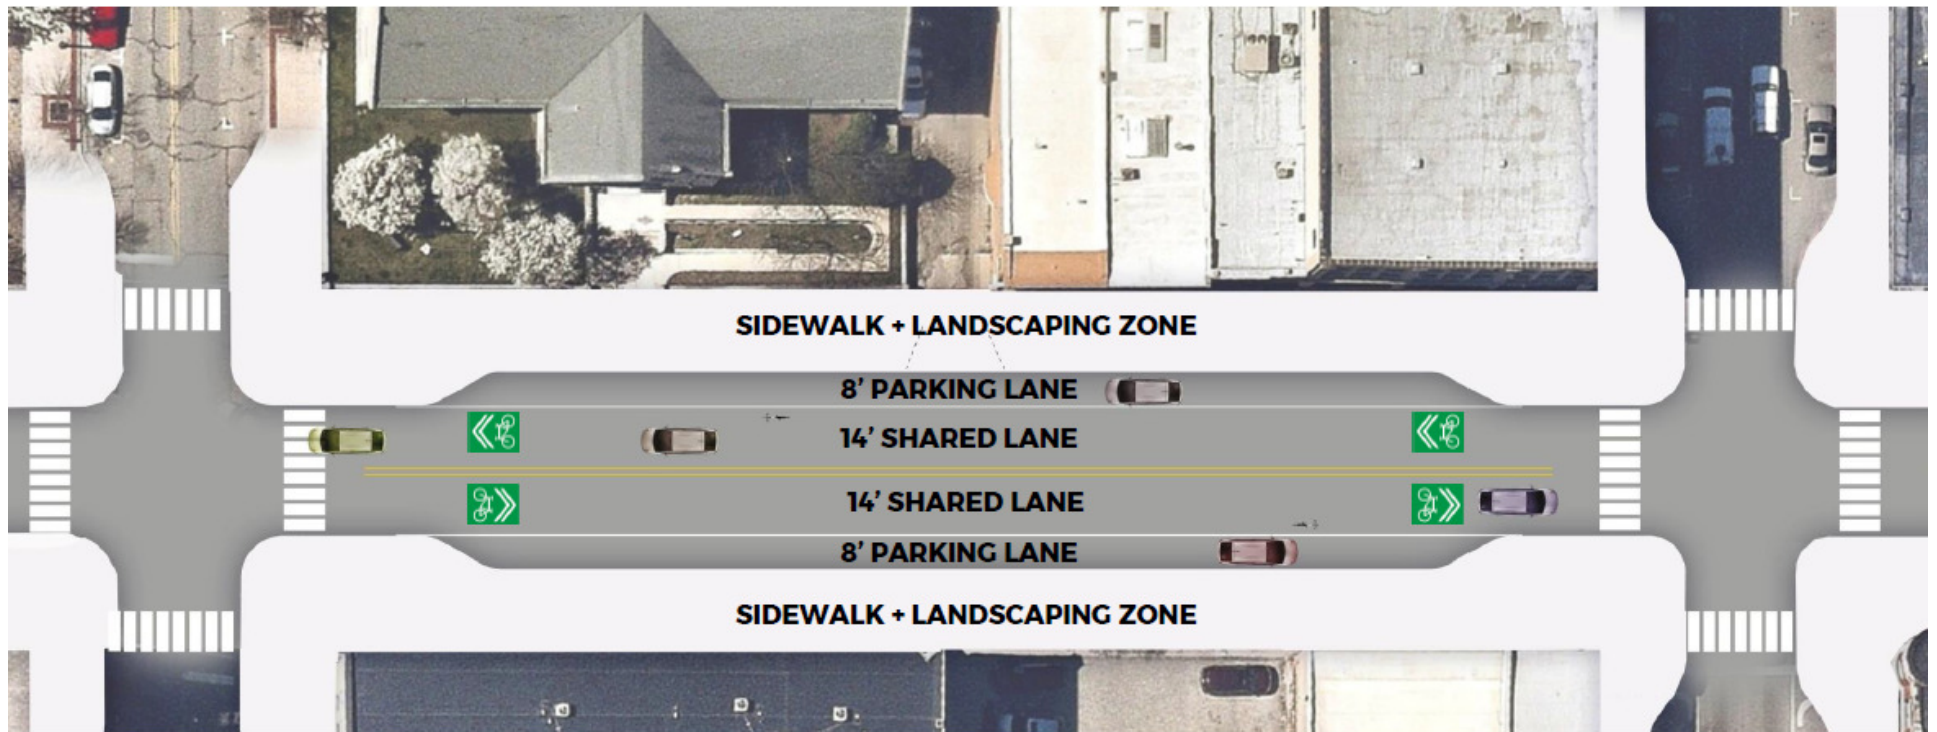 SIDEWALK + LANDSCAPING ZONE
8’ PARKING LANE
14’ SHARED LANE
14’ SHARED LANE
8’ PARKING LANE
SIDEWALK + LANDSCAPING ZONE